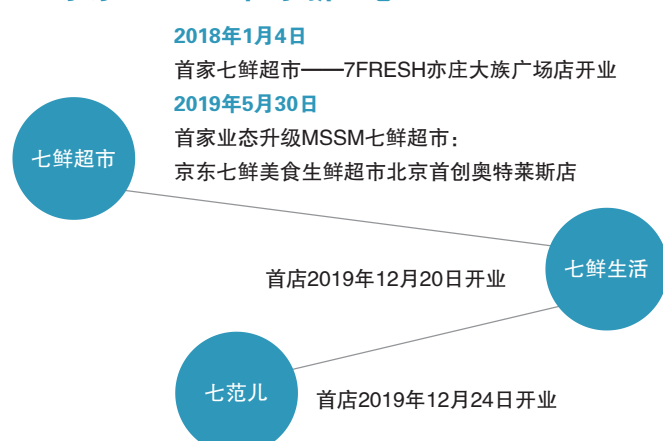 2018年1月4日
首家七鲜超市——7FRESH亦庄大族广场店开业
2019年5月30日
首家业态升级MSSM七鲜超市：
京东七鲜美食生鲜超市北京首创奥特莱斯店
七鲜超市
首店2019年12月20日开业
七鲜生活
七范儿
首店2019年12月24日开业